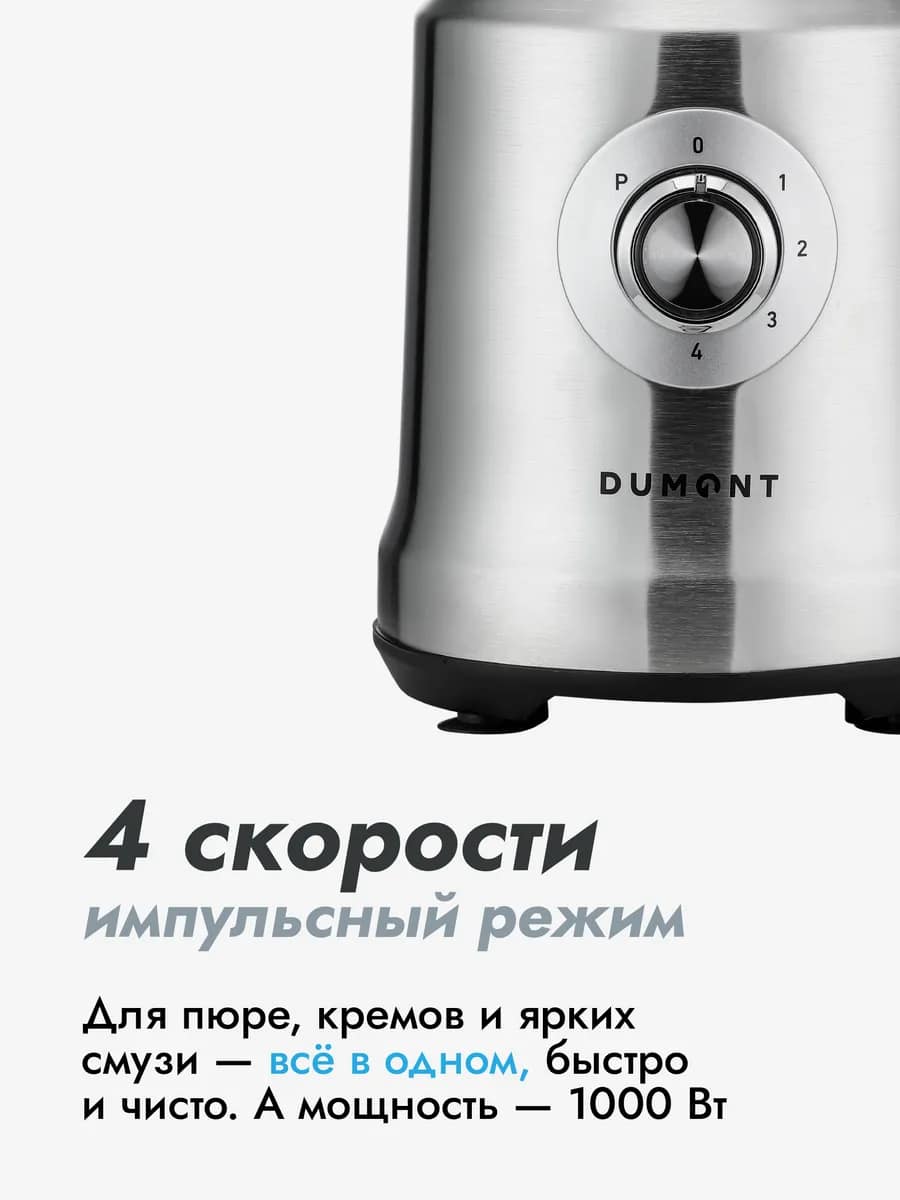 0
P
1
2
3
4
DUMONT
4 скорости
импульсный режим
Для пюре, кремов и ярких
смузи — всё в одном, быстро
и чисто. А мощность — 1000 Вт